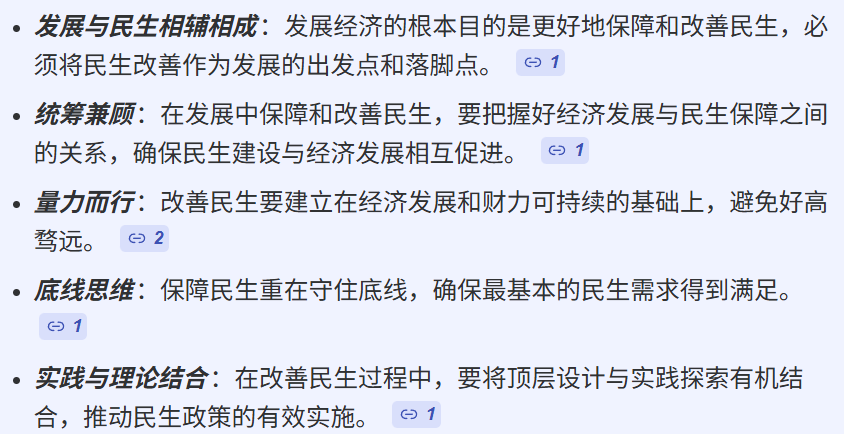 • 发展与民生相辅相成：发展经济的根本目的是更好地保障和改善民生，必
须将民生改善作为发展的出发点和落脚点。 1
• 统筹兼顾：在发展中保障和改善民生，要把握好经济发展与民生保障之间
的关系，确保民生建设与经济发展相互促进。 1
• 量力而行：改善民生要建立在经济发展和财力可持续的基础上，避免好高
骛远。 2
• 底线思维：保障民生重在守住底线，确保最基本的民生需求得到满足。
1
• 实践与理论结合：在改善民生过程中，要将顶层设计与实践探索有机结
合，推动民生政策的有效实施。 1